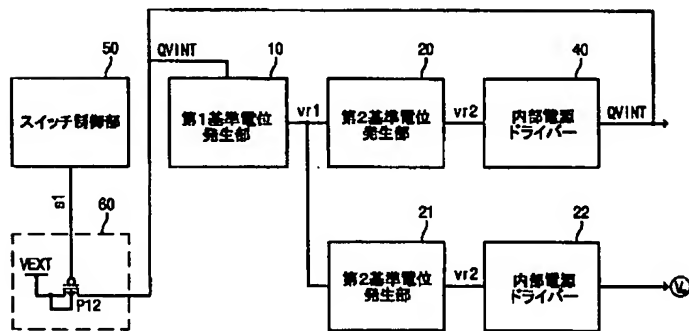 50
スイッチ制御部
s1
60
VEXT
P12
QVINT
10
第1基準電位
発生部
vr1
20
第2基準電位
発生部
vr2
40
内部電源
ドライバー
QVINT
21
第2基準電位
発生部
vr2
22
内部電源
ドライバー